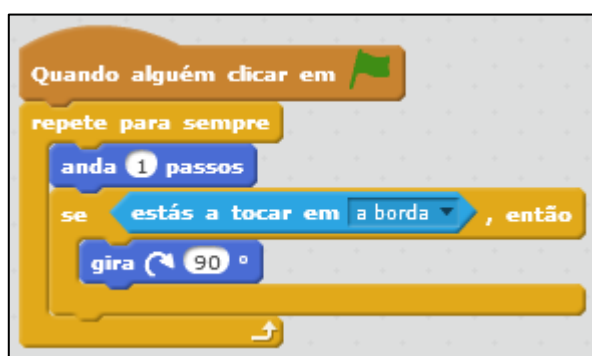 Quando alguém clicar em
repete para sempre
anda 1 passos
se estás a tocar em a borda , então
gira 90 °